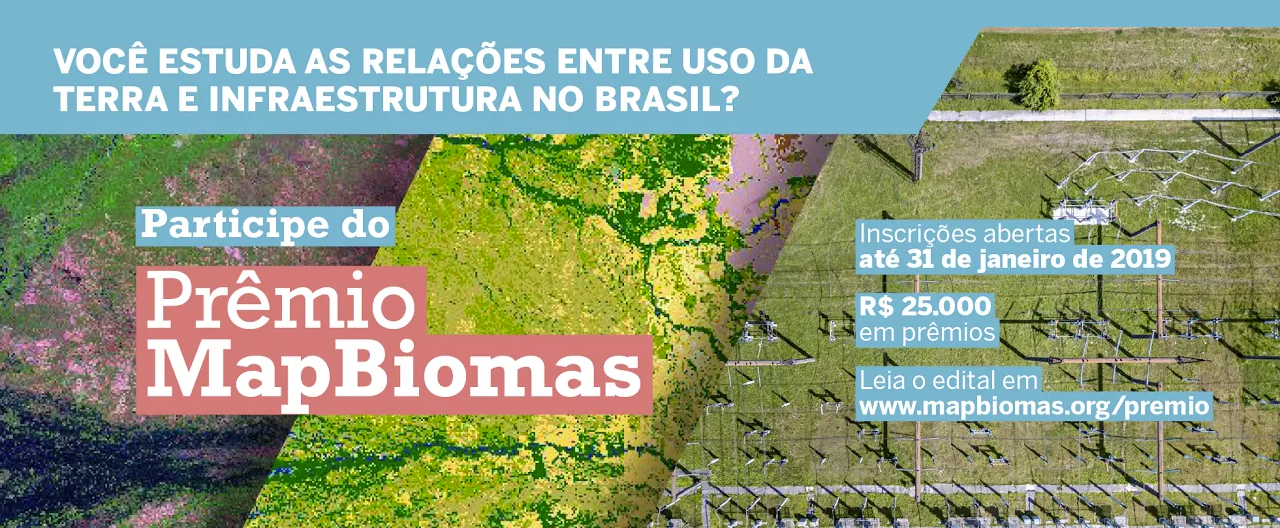 VOCÊ ESTUDA AS RELAÇÕES ENTRE USO DA
TERRA E INFRAESTRUTURA NO BRASIL?
Participe do
Prêmio
MapBiomas
Inscrições abertas
até 31 de janeiro de 2019
R$ 25.000
em prêmios
Leia o edital em
www.mapbiomas.org/premio